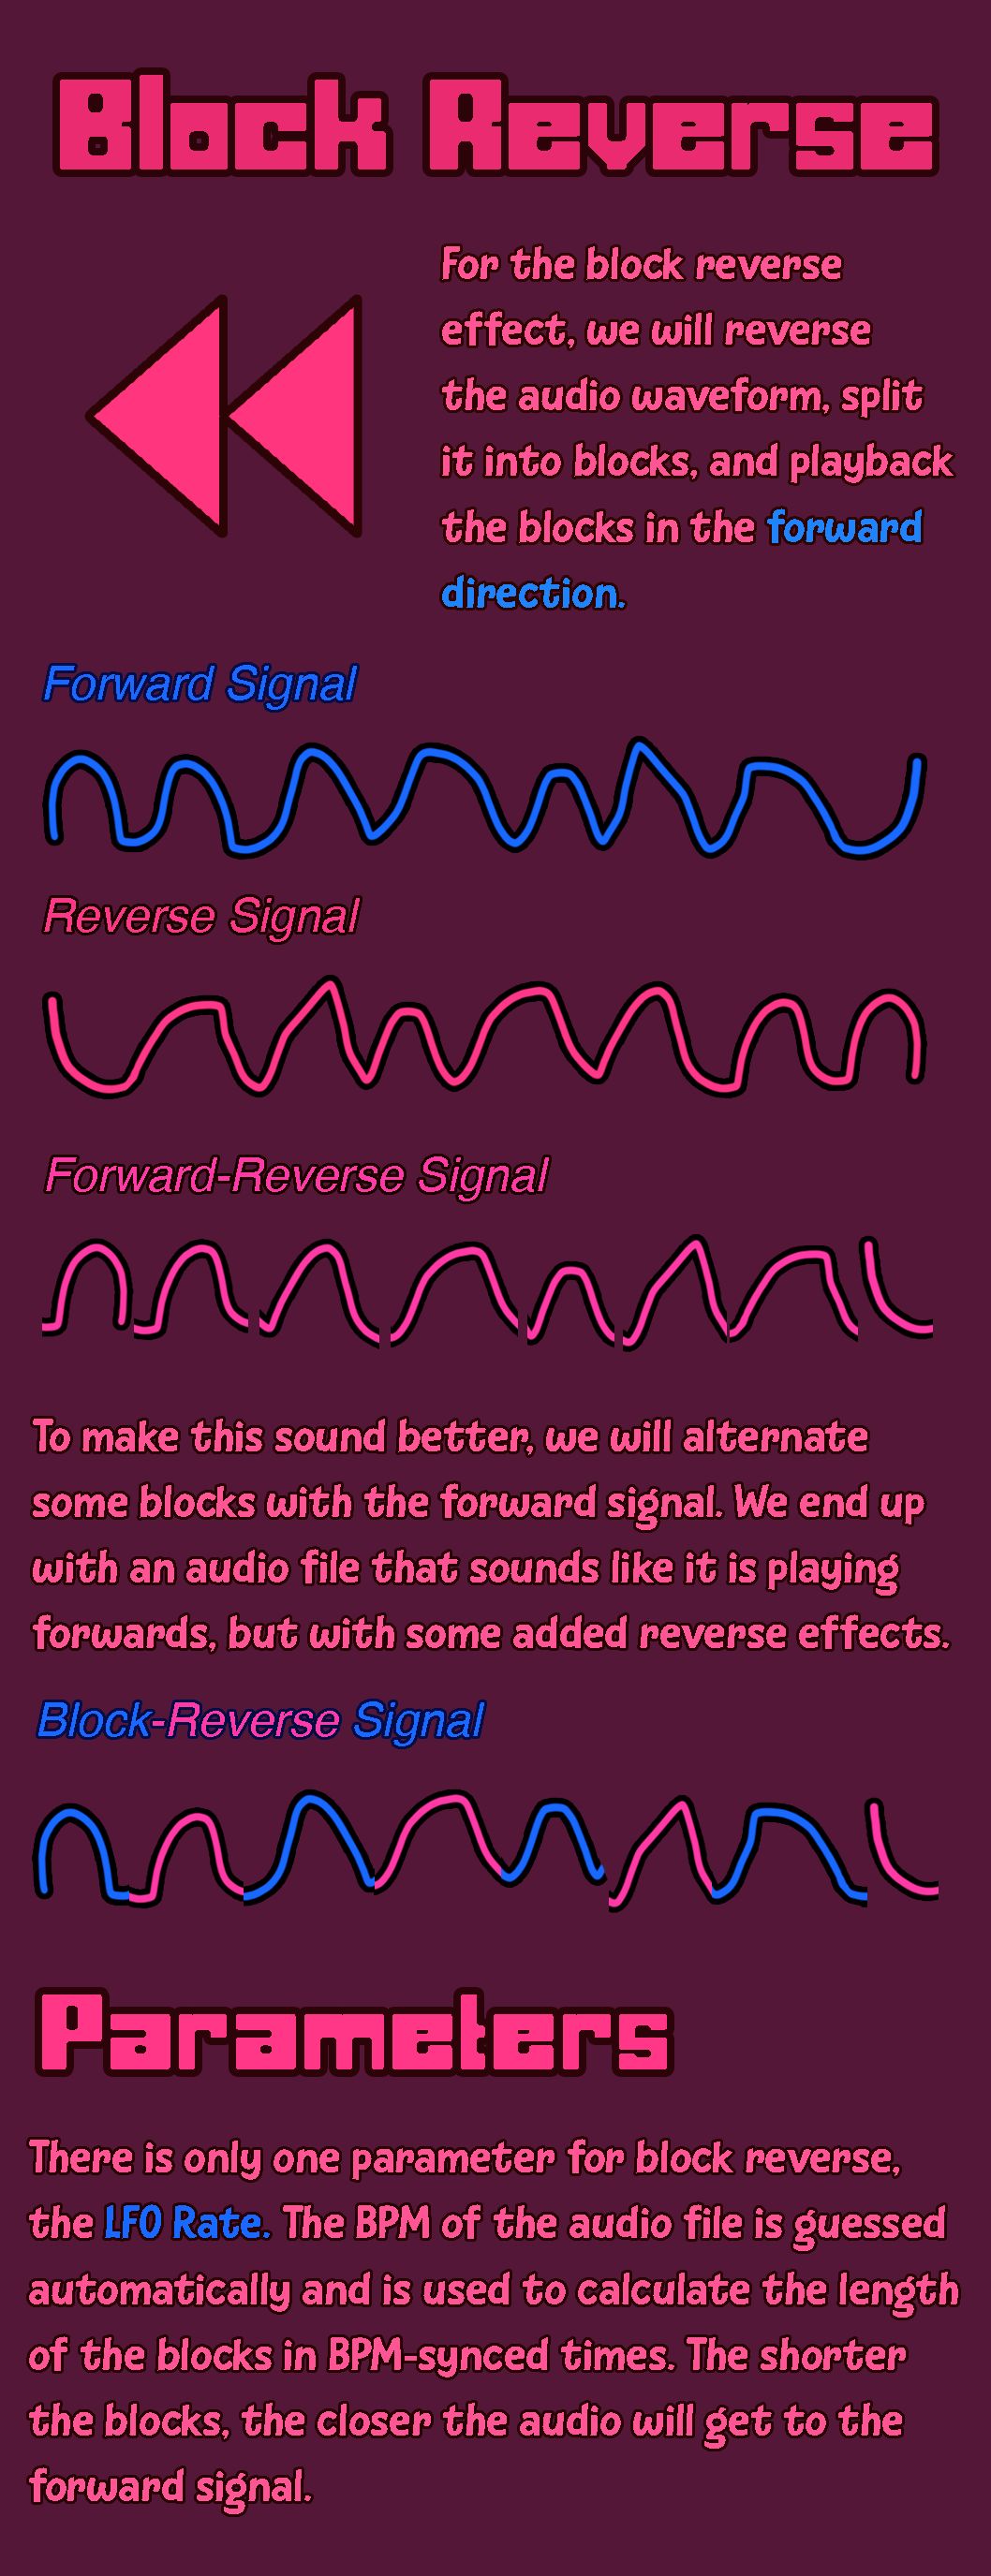 Block Reverse
For the block reverse
effect, we will reverse
the audio waveform, split
it into blocks, and playback
the blocks in the forward
direction.
Forward Signal
Reverse Signal
Forward-Reverse Signal
To make this sound better, we will alternate
some blocks with the forward signal. We end up
with an audio file that sounds like it is playing
forwards, but with some added reverse effects.
Block-Reverse Signal
Parameters
There is only one parameter for block reverse,
the LFO Rate. The BPM of the audio file is guessed
automatically and is used to calculate the length
of the blocks in BPM-synced times. The shorter
the blocks, the closer the audio will get to the
forward signal.